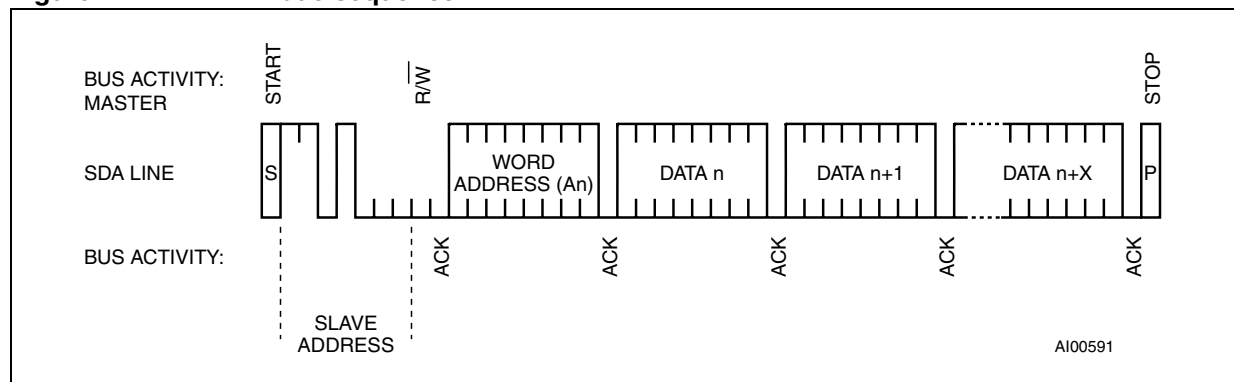 BUS ACTIVITY:
MASTER
START
R/W
STOP
SDA LINE
S
WORD
ADDRESS (An)
DATA n
DATA n+1
DATA n+X
P
BUS ACTIVITY:
ACK
ACK
ACK
ACK
ACK
SLAVE
ADDRESS
AI00591